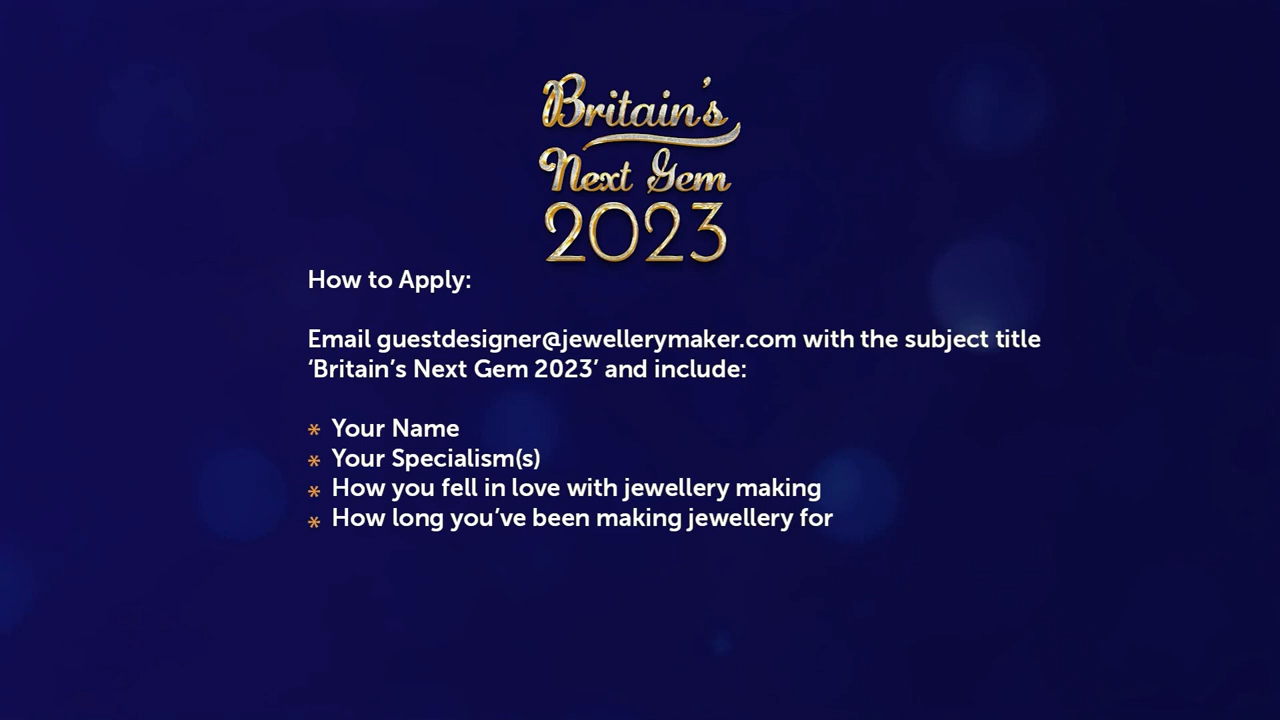 Britain's
Next Gem
2023
How to Apply:
Email guestdesigner@jewellerymaker.com with the subject title
‘Britain’s Next Gem 2023’ and include:
* Your Name
* Your Specialism(s)
* How you fell in love with jewellery making
* How long you’ve been making jewellery for